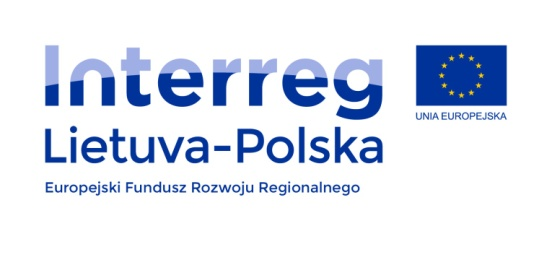 Interreg
Lietuva-Polska
Europejski Fundusz Rozwoju Regionalnego
UNIA EUROPEJSKA